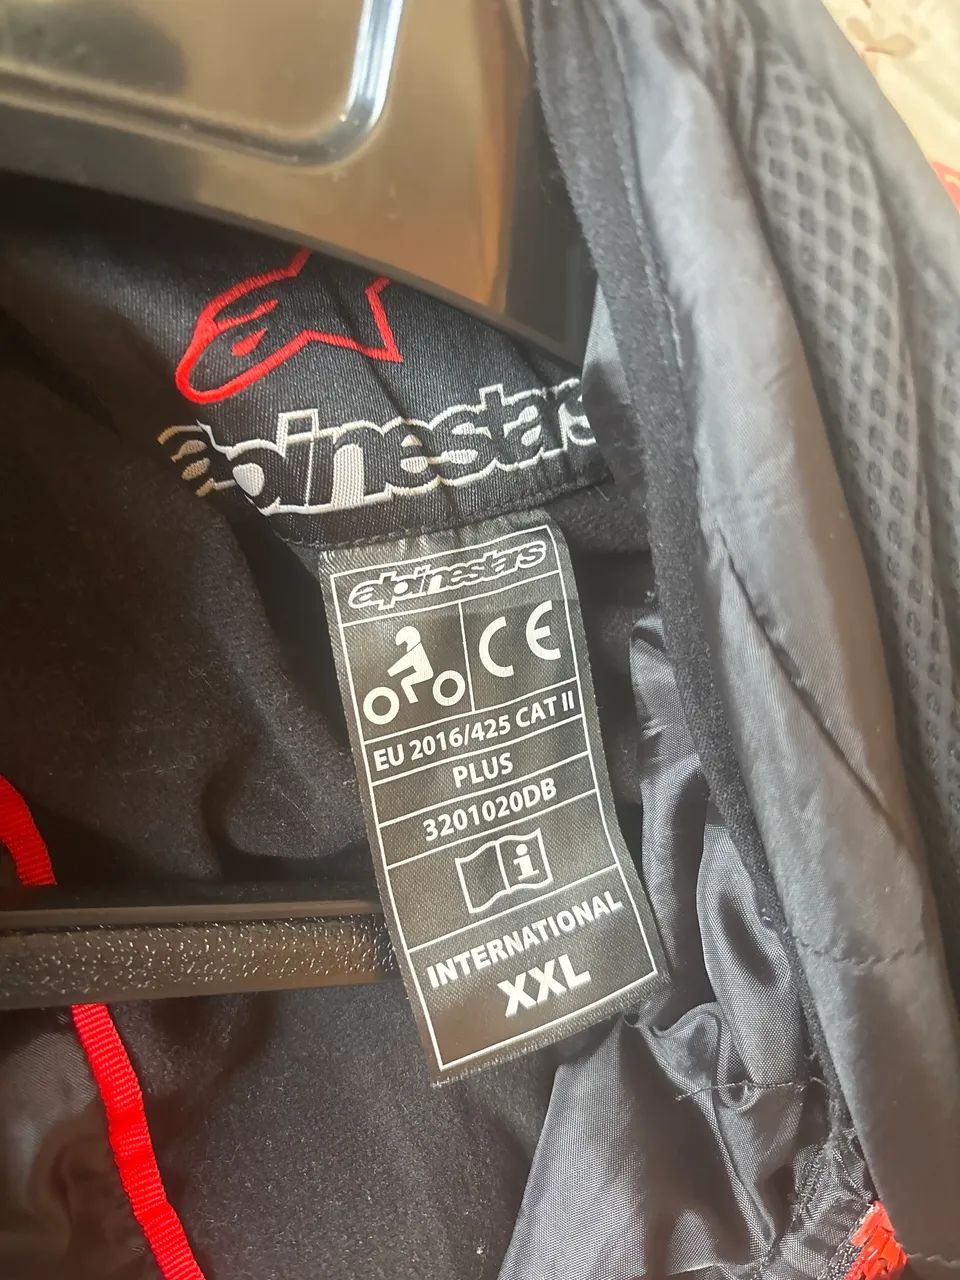 alpinestars
alpinestars
CE
EU 2016/425 CAT II
PLUS
3201020DB
i
INTERNATIONAL
XXL